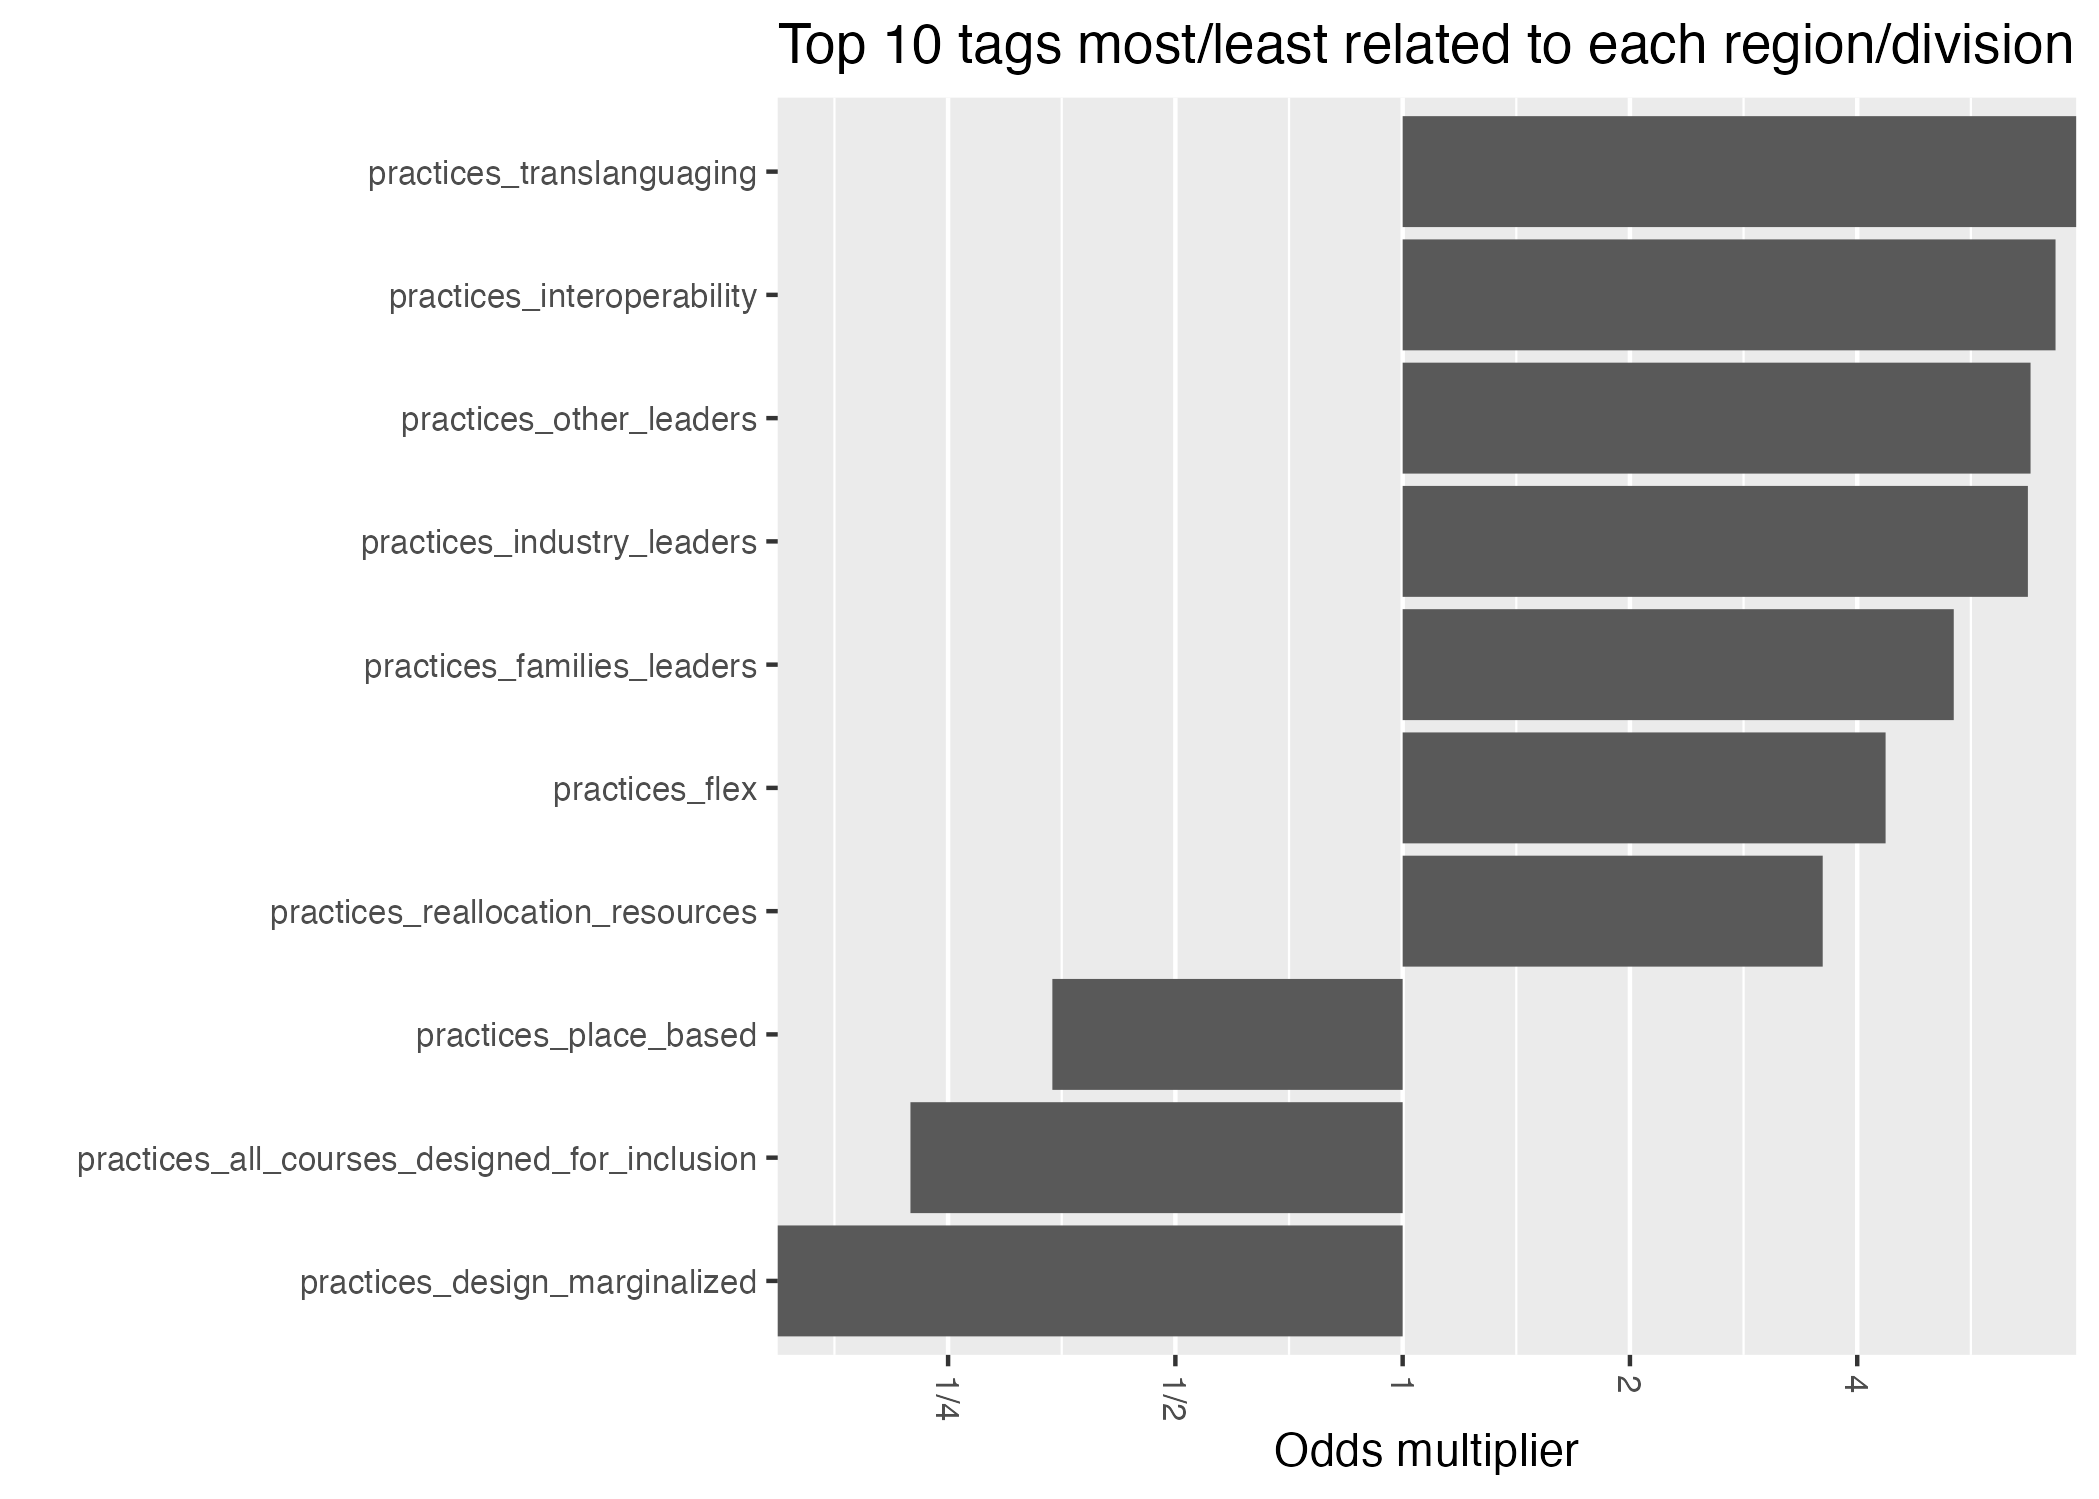 Top 10 tags most/least related to each region/division
practices_translanguaging
practices_interoperability
practices_other_leaders
practices_industry_leaders
practices_families_leaders
practices_flex
practices_reallocation_resources
practices_place_based
practices_all_courses_designed_for_inclusion
practices_design_marginalized
1/4
1/2
1
2
4
Odds multiplier